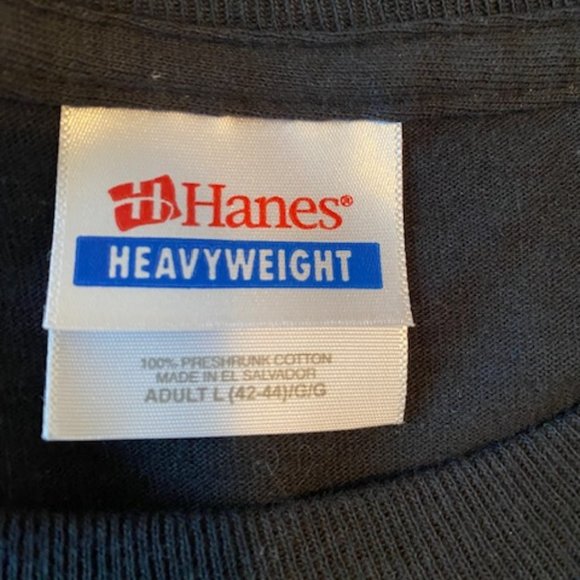 Hanes®
HEAVYWEIGHT
100% PRESHRUNK COTTON
MADE IN EL SALVADOR
ADULT L (42-44)/G/G